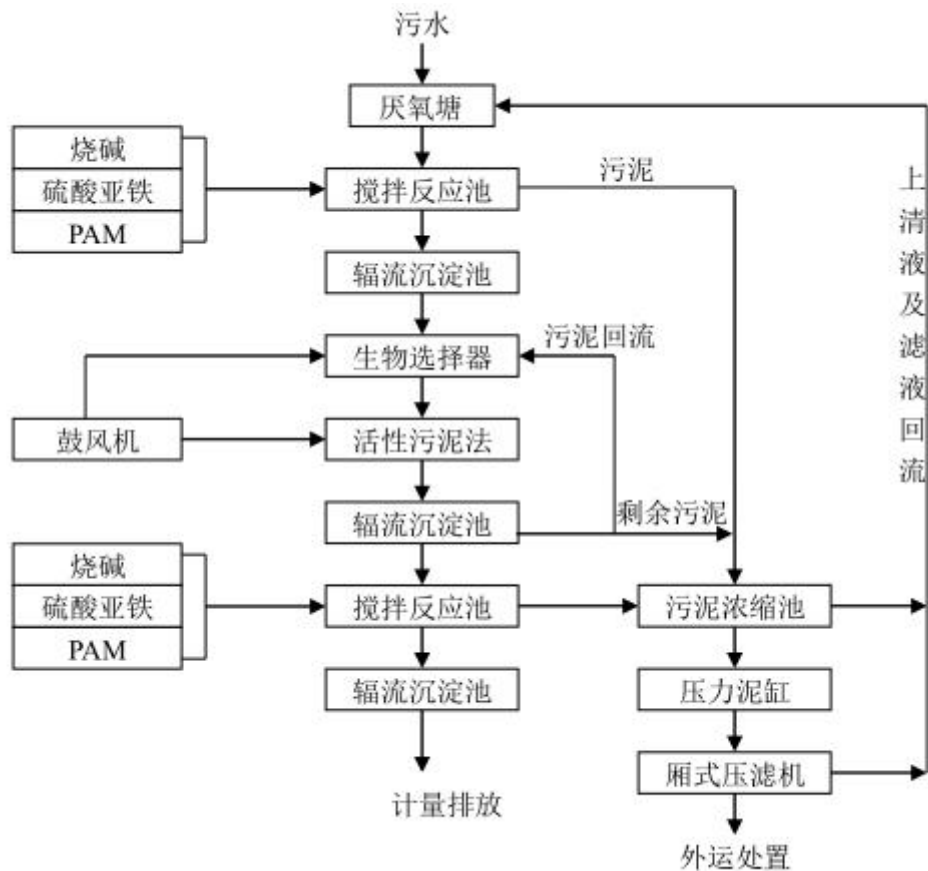 污水
厌氧塘
烧碱
硫酸亚铁
PAM
搅拌反应池
污泥
辐流沉淀池
生物选择器
污泥回流
鼓风机
活性污泥法
辐流沉淀池
剩余污泥
烧碱
硫酸亚铁
PAM
搅拌反应池
污泥浓缩池
辐流沉淀池
压力泥缸
厢式压滤机
计量排放
外运处置
上清液及滤液回流